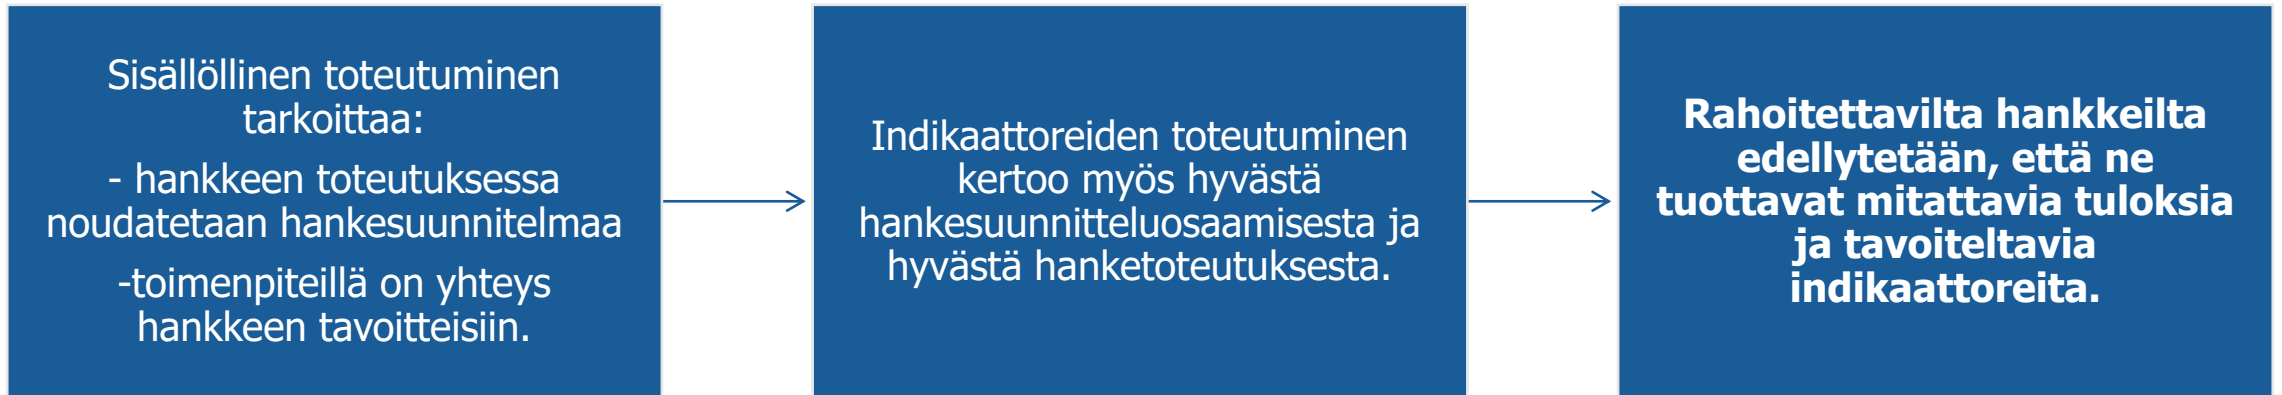 Sisällöllinen toteutuminen
tarkoittaa:
- hankkeen toteutuksessa
noudatetaan hankesuunnitelmaa
-toimenpiteillä on yhteys
hankkeen tavoitteisiin.
Indikaattoreiden toteutuminen
kertoo myös hyvästä
hankesuunnitteluosaamisesta ja
hyvästä hanketoteutuksesta.
Rahoitettavilta hankkeilta
edellytetään, että ne
tuottavat mitattavia tuloksia
ja tavoiteltavia
indikaattoreita.